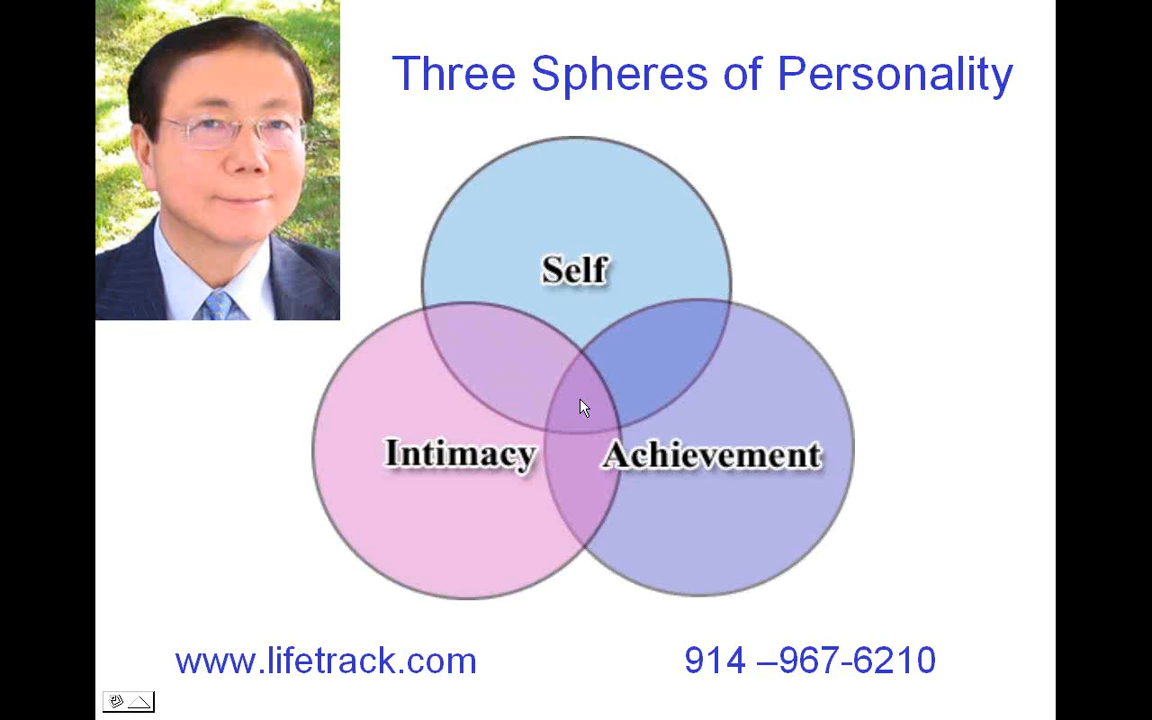 Three Spheres of Personality
Self
Intimacy
Achievement
www.lifetrack.com
914 –967-6210